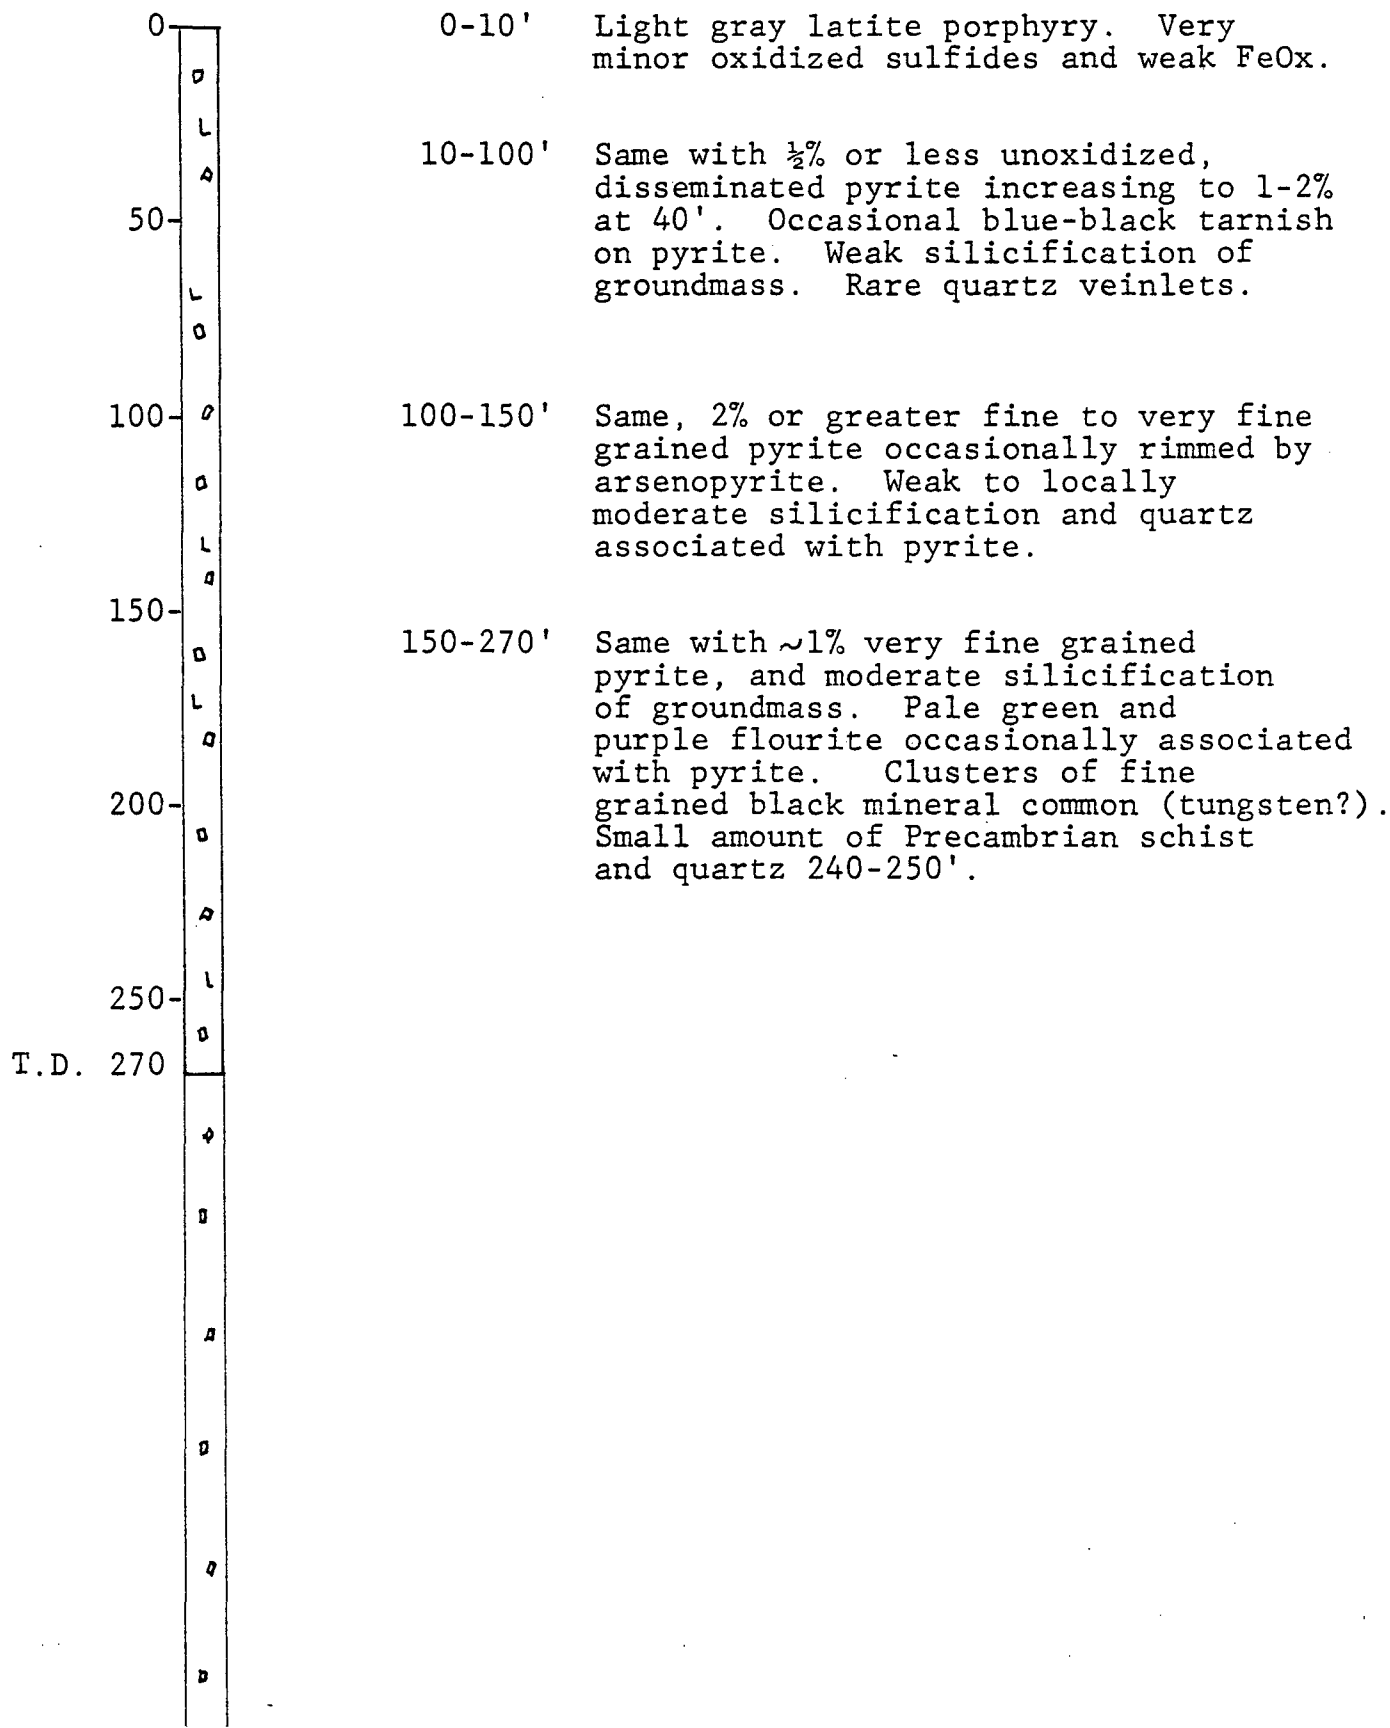 0-
0-10' Light gray latite porphyry. Very
minor oxidized sulfides and weak FeOx.
10-100' Same with ½% or less unoxidized,
disseminated pyrite increasing to 1-2%
50-
at 40'. Occasional blue-black tarnish
on pyrite. Weak silicification of
groundmass. Rare quartz veinlets.
100-
100-150' Same, 2% or greater fine to very fine
grained pyrite occasionally rimmed by
arsenopyrite. Weak to locally
moderate silicification and quartz
associated with pyrite.
150-
150-270' Same with ~1% very fine grained
pyrite, and moderate silicification
of groundmass. Pale green and
purple flourite occasionally associated
with pyrite. Clusters of fine
200-
grained black mineral common (tungsten?).
Small amount of Precambrian schist
and quartz 240-250'.
250-
T.D. 270